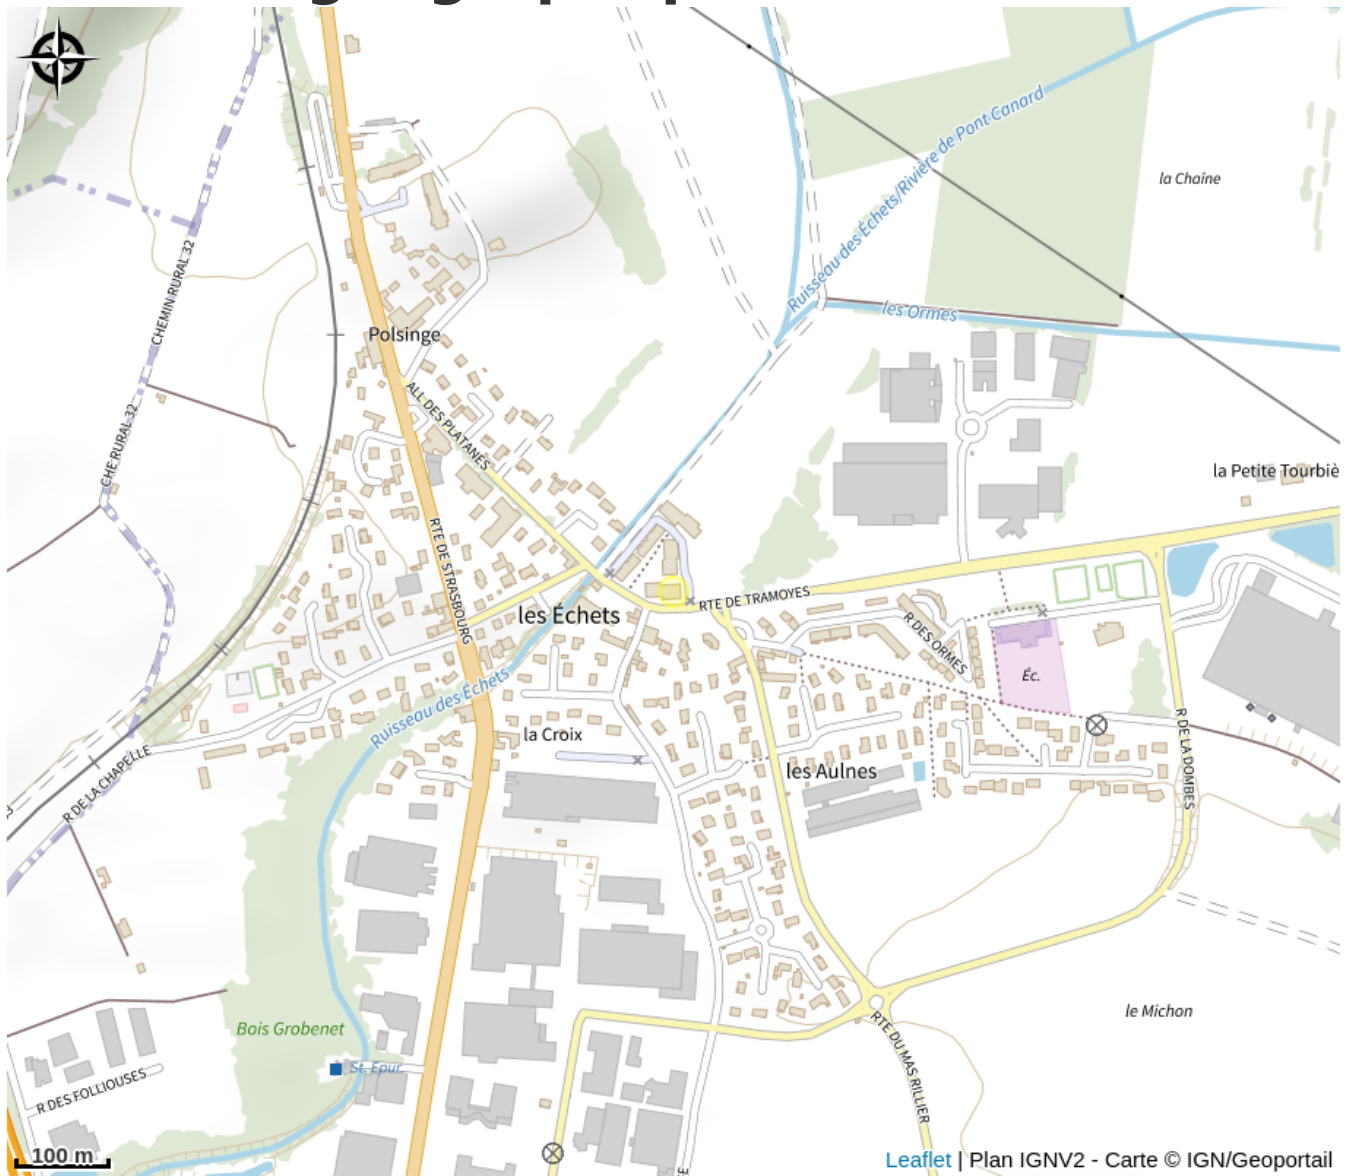 la Chaîne
Ruisseau des Échets/Rivière de Pont Canard
les Ormes
CHEMIN RURAL 32
Polsinge
ALL DES PLATANES
CHE RURAL 32
la Petite Tourbiè
RTE DE STRASBOURG
les Échets
RTE DE TRAMOYES
R DES ORMES
Éc.
Ruisseau des Échets
la Croix
R DE LA CHAPELLE
les Aulnes
R DE LA DOMBES
3
Bois Grobenet
le Michon
St. Epur.
RTE DU MAS RILLIER
R DES FOLLIOUSES
E
100 m
Leaflet | Plan IGNV2 - Carte © IGN/Geoportail